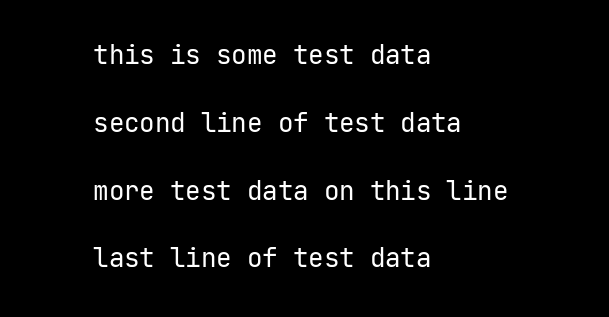 this is some test data
second line of test data
more test data on this line
last line of test data